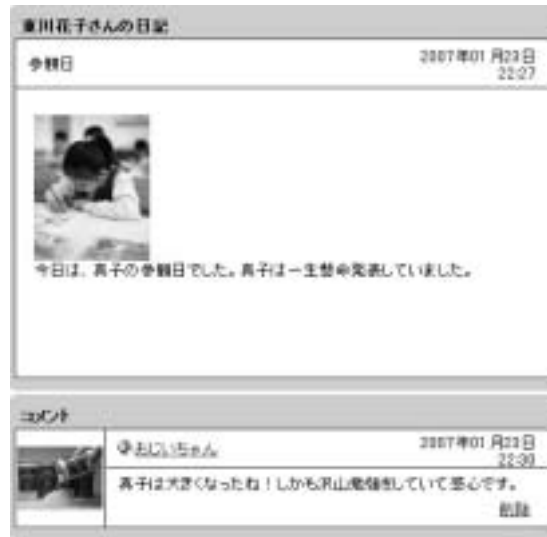 東川花子さんの日記
参観日
2007年01月23日
22:27
今日は、真子の参観日でした。真子は一生懸命発表していました。
コメント
おじいちゃん
2007年01月23日
22:30
真子は大きくなったね！しかも沢山勉強していて感心です。
削除